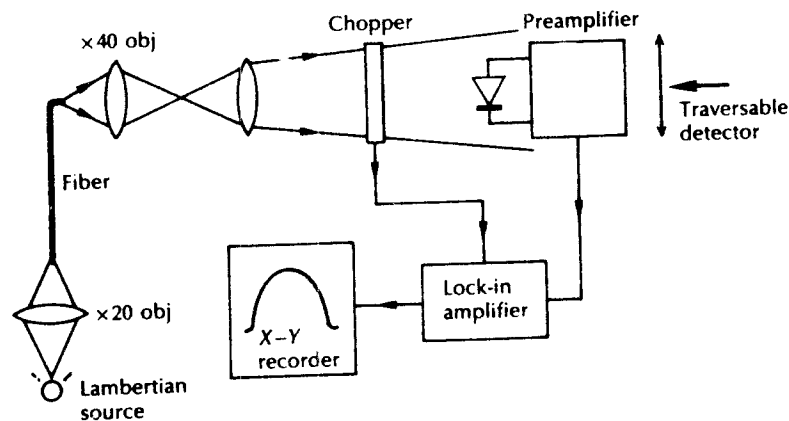 Chopper
Preamplifier
×40 obj
Traversable
detector
Fiber
Lock-in
amplifier
×20 obj
X–Y
recorder
Lambertian
source